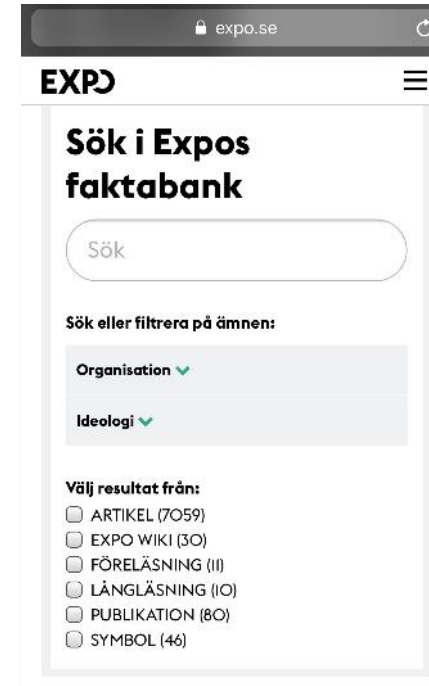 expo.se
EXPO
Sök i Expos
faktabank
Sök
Sök eller filtrera på ämnen:
Organisation
Ideologi
Välj resultat från:
ARTIKEL (7059)
EXPO WIKI (30)
FÖRELÄSNING (11)
LÅNGLÄSNING (10)
PUBLIKATION (80)
SYMBOL (46)